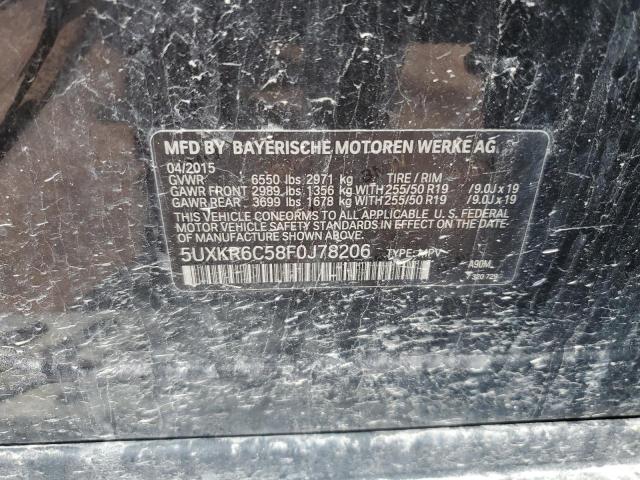 MFD BY BAYERISCHE MOTOREN WERKE AG
04/2015
GVWR 6550 lbs 2971 kg TIRE / RIM
GAWR FRONT 2989 lbs 1356 kg WITH 255/50 R19 /9.0J x 19
GAWR REAR 3699 lbs 1678 kg WITH 255/50 R19 /9.0J x 19
THIS VEHICLE CONFORMS TO ALL APPLICABLE U. S. FEDERAL
MOTOR VEHICLE SAFETY STANDARDS IN EFFECT ON THE DATE
OF MANUFACTURE SHOWN ABOVE.
5UXKR6C58F0J78206 TYPE: MPV A90M